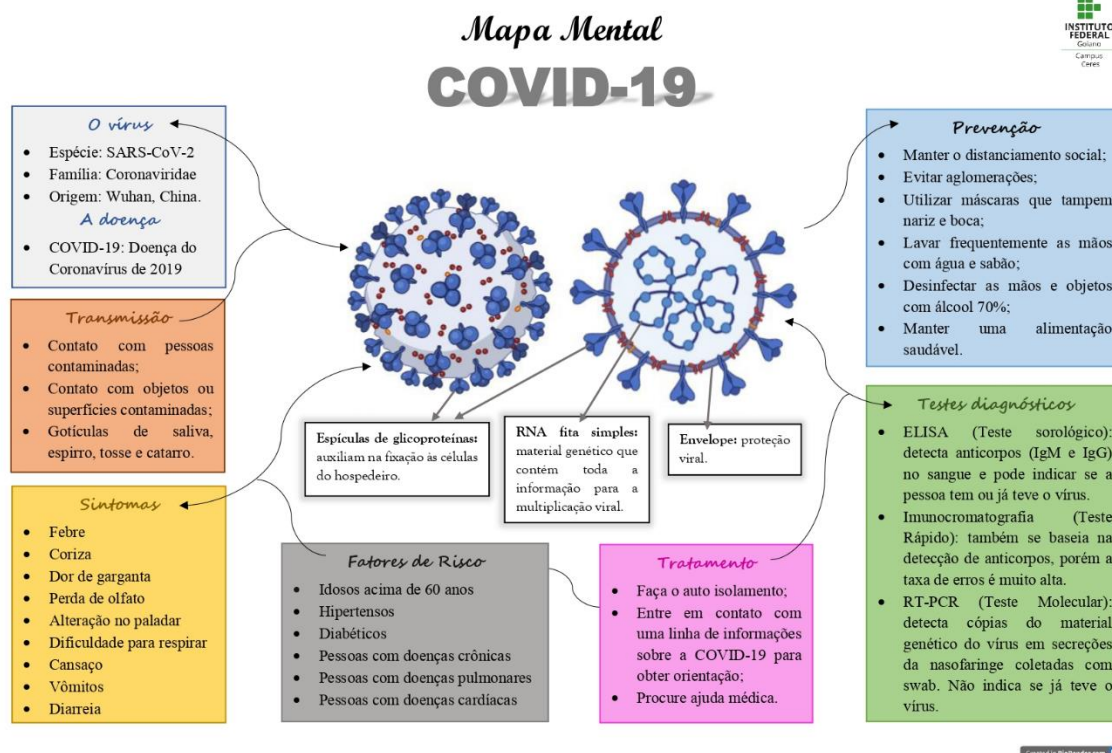 Mapa Mental
COVID-19
INSTITUTO
FEDERAL
Goiano
Campus
Ceres
O vírus
• Espécie: SARS-CoV-2
• Família: Coronaviridae
• Origem: Wuhan, China.
A doença
• COVID-19: Doença do
Coronavírus de 2019
Transmissão
• Contato com pessoas
contaminadas;
• Contato com objetos ou
superfícies contaminadas;
• Gotículas de saliva,
espirro, tosse e catarro.
Sintomas
• Febre
• Coriza
• Dor de garganta
• Perda de olfato
• Alteração no paladar
• Dificuldade para respirar
• Cansaço
• Vômitos
• Diarreia
Espículas de glicoproteínas:
auxiliam na fixação às células
do hospedeiro.
RNA fita simples:
material genético que
contém toda a
informação para a
multiplicação viral.
Envelope: proteção
viral.
Fatores de Risco
• Idosos acima de 60 anos
• Hipertensos
• Diabéticos
• Pessoas com doenças crônicas
• Pessoas com doenças pulmonares
• Pessoas com doenças cardíacas
Tratamento
• Faça o auto isolamento;
• Entre em contato com
uma linha de informações
sobre a COVID-19 para
obter orientação;
• Procure ajuda médica.
Prevenção
• Manter o distanciamento social;
• Evitar aglomerações;
• Utilizar máscaras que tampem
nariz e boca;
• Lavar frequentemente as mãos
com água e sabão;
• Desinfectar as mãos e objetos
com álcool 70%;
• Manter uma alimentação
saudável.
Testes diagnósticos
• ELISA (Teste sorológico):
detecta anticorpos (IgM e IgG)
no sangue e pode indicar se a
pessoa tem ou já teve o vírus.
• Imunocromatografia (Teste
Rápido): também se baseia na
detecção de anticorpos, porém a
taxa de erros é muito alta.
• RT-PCR (Teste Molecular):
detecta cópias do material
genético do vírus em secreções
da nasofaringe coletadas com
swab. Não indica se já teve o
vírus.